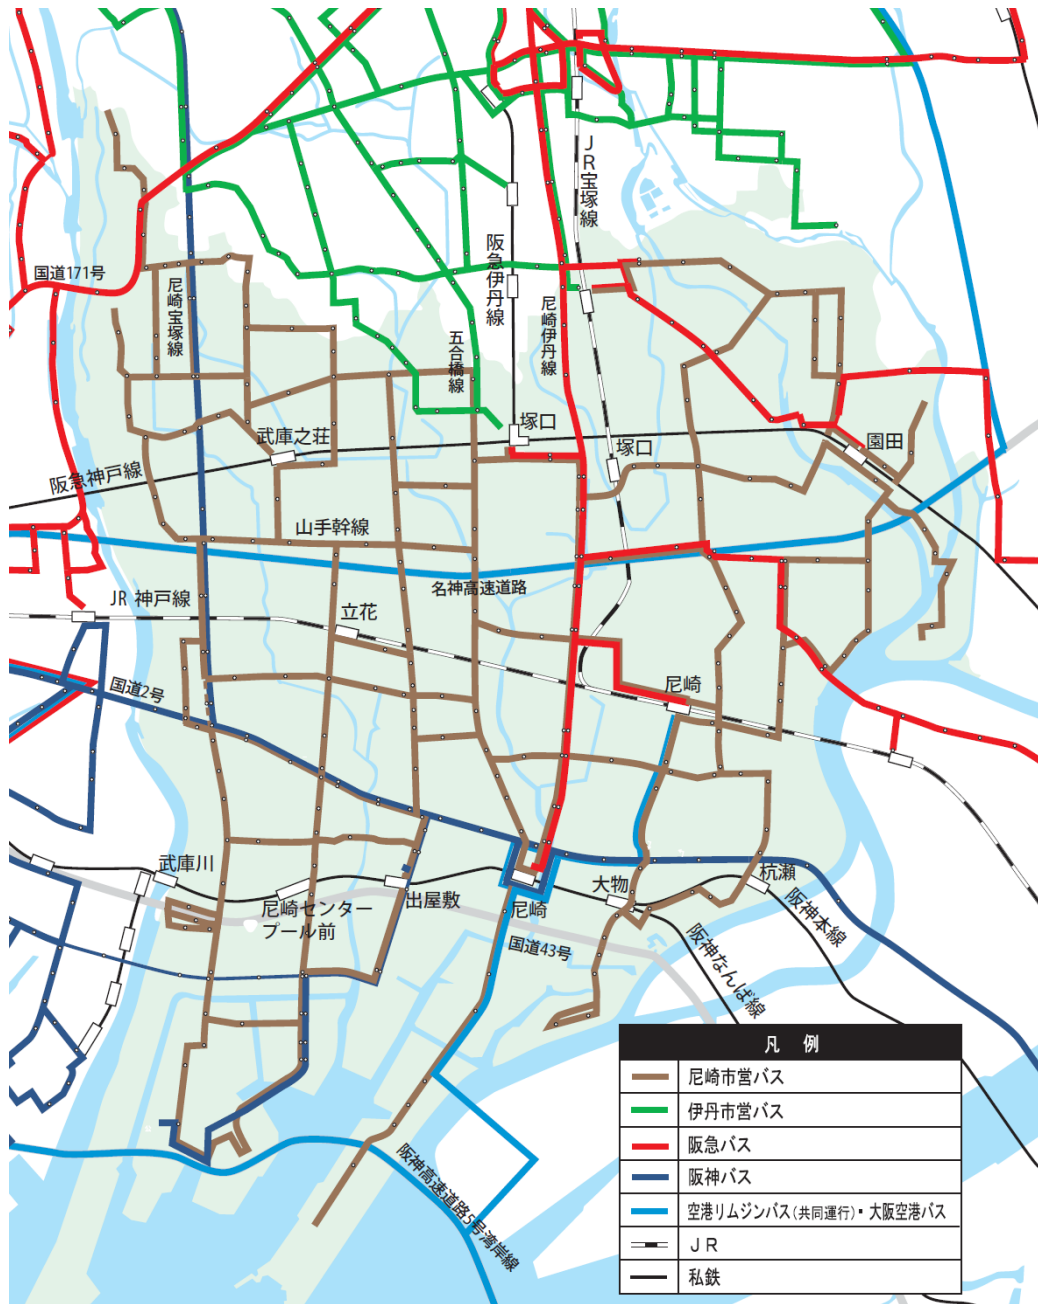 JR宝塚線
阪急伊丹線
国道171号
尼崎宝塚線
尼崎伊丹線
五合橋線
塚口
武庫之荘
塚口
園田
阪急神戸線
山手幹線
名神高速道路
JR 神戸線
立花
国道2号
尼崎
武庫川
尼崎センター
プール前
出屋敷
尼崎
大物
杭瀬
国道43号
阪神本線
阪神なんば線
阪神高速道路5号湾岸線
凡 例
尼崎市営バス
伊丹市営バス
阪急バス
阪神バス
空港リムジンバス(共同運行)・大阪空港バス
JR
私鉄